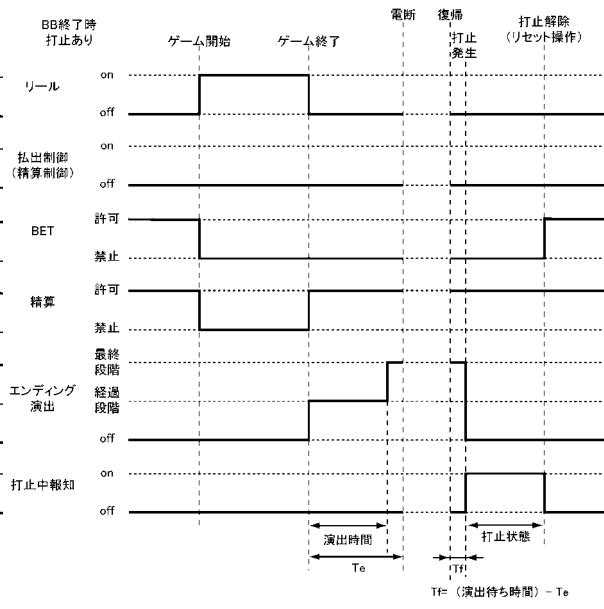 BB終了時
打止あり
ゲーム開始
ゲーム終了
電断
復帰
打止
発生
打止解除
(リセット操作)
リール
on
off
払出制御
(精算制御)
on
off
BET
許可
禁止
精算
許可
禁止
エンディング
演出
最終
段階
経過
段階
off
打止中報知
on
off
演出時間
打止状態
Te
Tf
Tf= (演出待ち時間) - Te